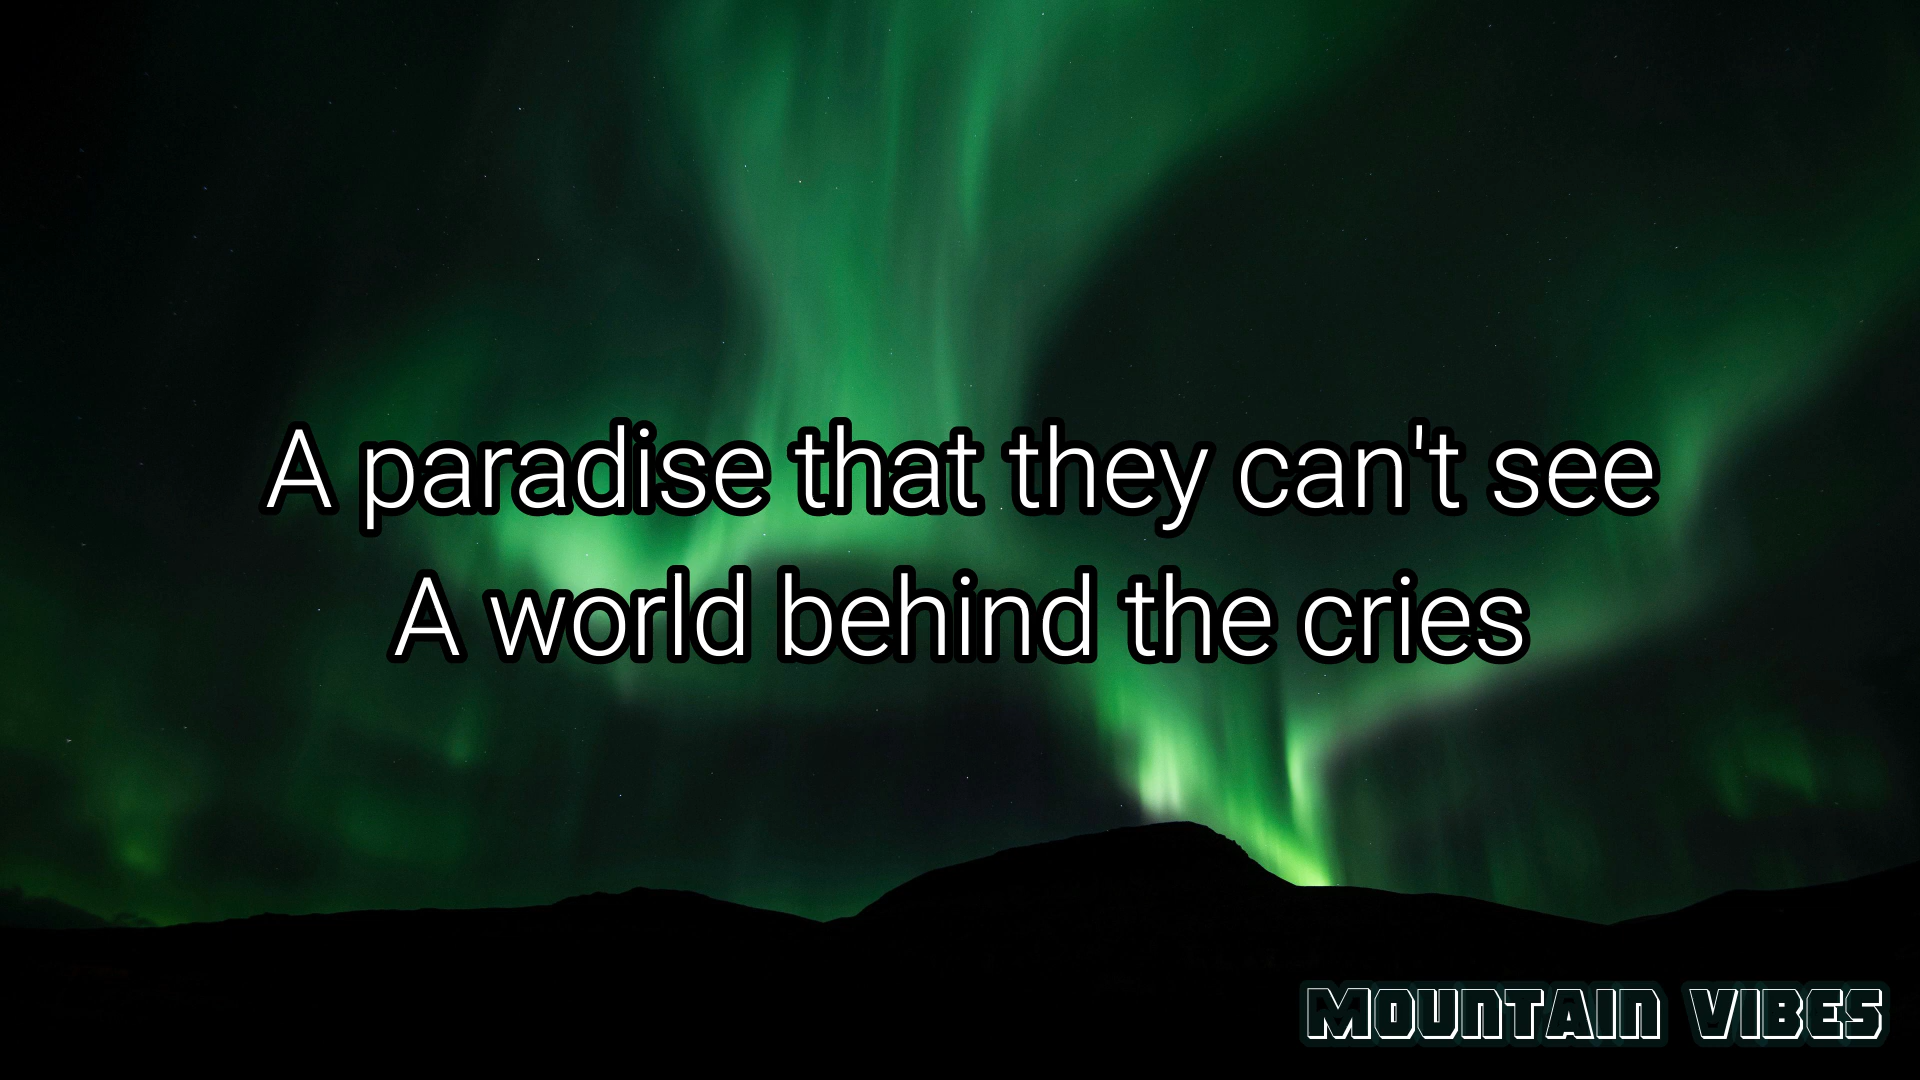 A paradise that they can't see
A world behind the cries
MOUNTAIN VIBES